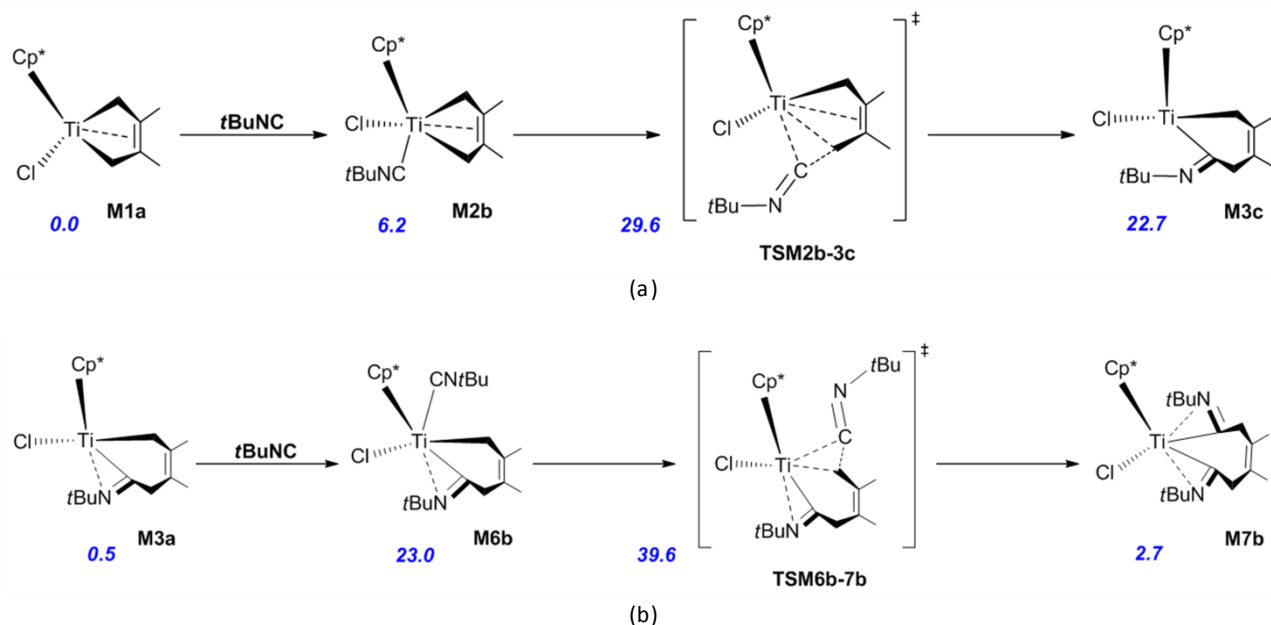 Cp*
Ti
Cl
M1a
0.0
tBuNC
Cp*
Cl
Ti
tBuNC
M2b
6.2
29.6
Cp*
Ti
Cl
C
N
tBu
‡
TSM2b-3c
Cp*
Cl
Ti
tBu
N
M3c
22.7
(a)
Cp*
Cl
Ti
tBuN
M3a
0.5
tBuNC
Cp*
CNtBu
Cl
Ti
tBuN
M6b
23.0
39.6
tBu
N
Cp*
C
Cl
Ti
tBuN
‡
TSM6b-7b
Cp*
tBuN
Ti
Cl
tBuN
M7b
2.7
(b)